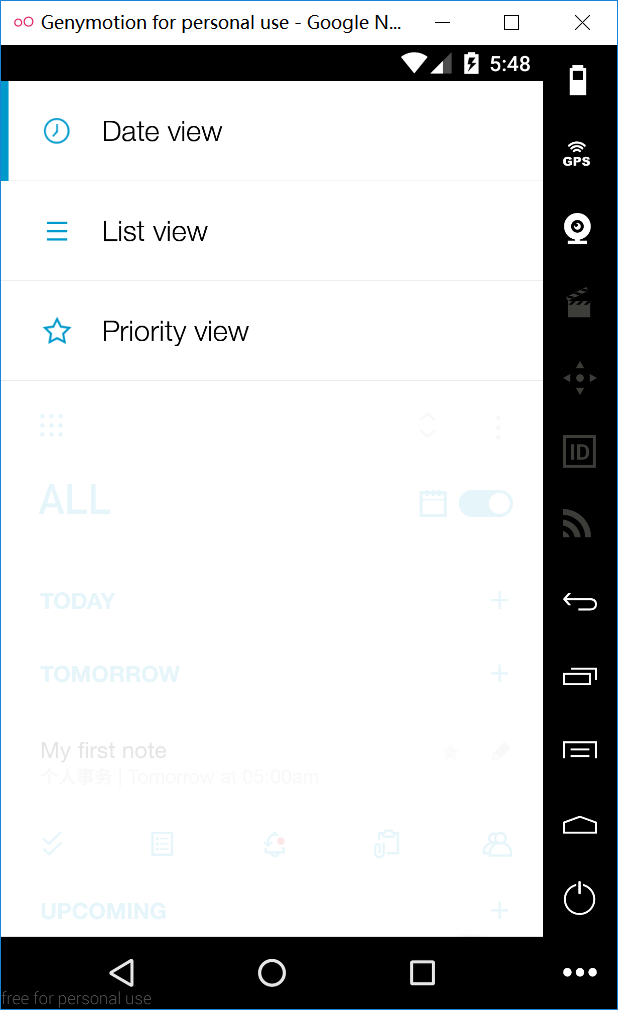 Genymotion for personal use - Google N...
5:48
GPS
Date view
List view
Priority view
ID
ALL
TODAY
TOMORROW
My first note
个人事务 | Tomorrow at 05:00am
UPCOMING
free for personal use